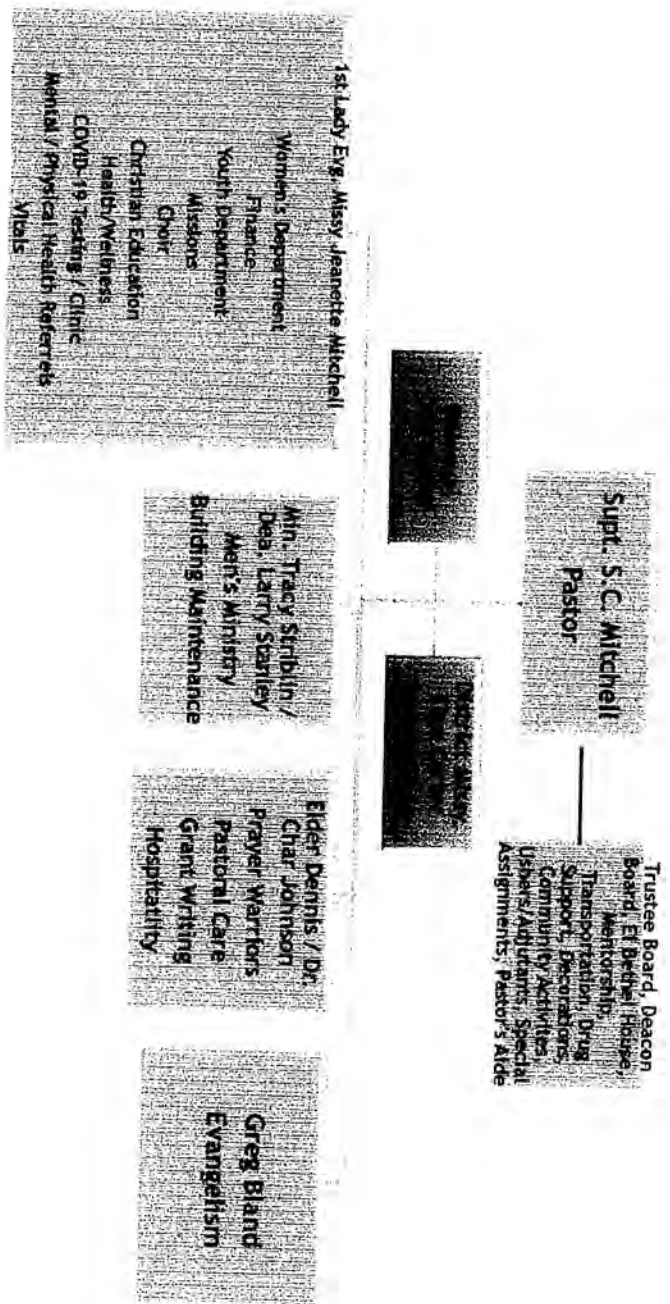 Supt. S.C. Mitchell
Pastor
Trustee Board, Deacon
Board, El Bethel House,
Mentorship,
Transportation, Drug
Support, Decorations,
Community Activites,
Ushers/Adjutants, Special
Assignments, Pastor's Aide
1st Lady Evg. Missy Jeanette Mitchell
Women's Department
Finance
Youth Department
Missions
Choir
Christian Education
Health/Wellness
COVID-19 Testing / Clinic
Mental / Physical Health Referrels
Vitals
Min. Tracy Striblin /
Dea. Larry Stanley
Men's Ministry
Building Maintenance
Elder Dennis / Dr.
Char Johnson
Prayer Warriors
Pastoral Care
Grant Writing
Hospitatity
Greg Bland
Evangelism